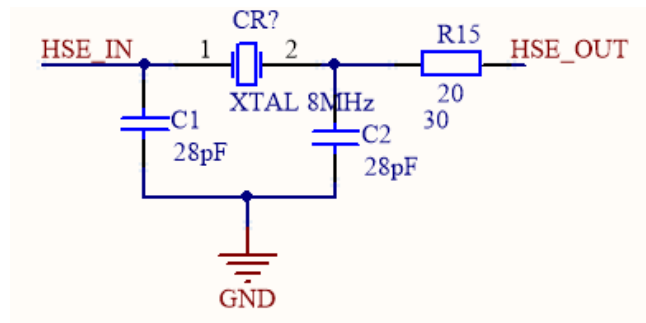 CR?
HSE_IN
1
2
R15
HSE_OUT
XTAL 8MHz
20
30
C1
28pF
C2
28pF
GND